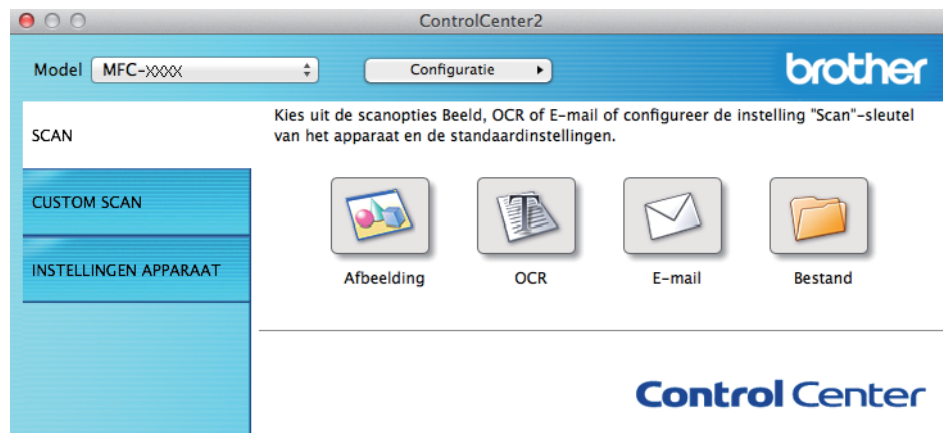 ControlCenter2
Model MFC-XXXX Configuratie brother
Kies uit de scanopties Beeld, OCR of E-mail of configureer de instelling "Scan"-sleutel
van het apparaat en de standaardinstellingen.
SCAN
CUSTOM SCAN
INSTELLINGEN APPARAAT
Afbeelding OCR E-mail Bestand
Control Center